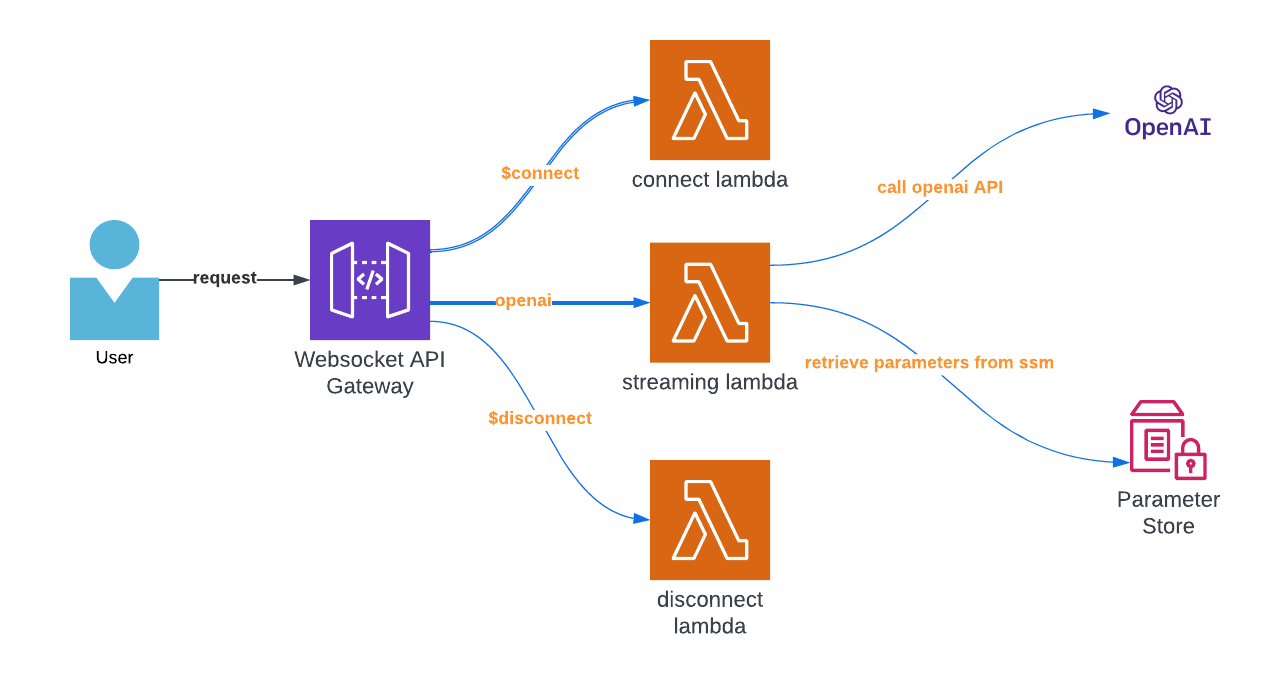 $connect
connect lambda
OpenAI
call openai API
request
User
Websocket API
Gateway
openai
streaming lambda
retrieve parameters from ssm
$disconnect
disconnect
lambda
Parameter
Store